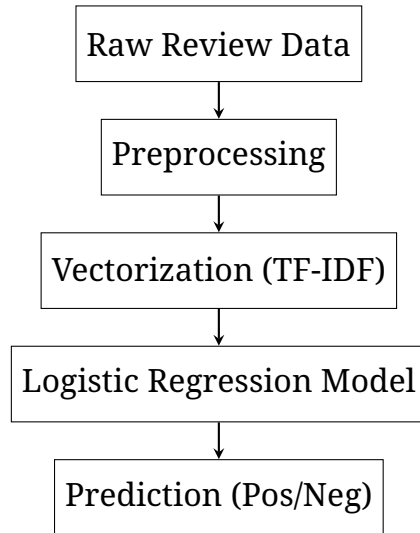 Raw Review Data
Preprocessing
Vectorization (TF-IDF)
Logistic Regression Model
Prediction (Pos/Neg)